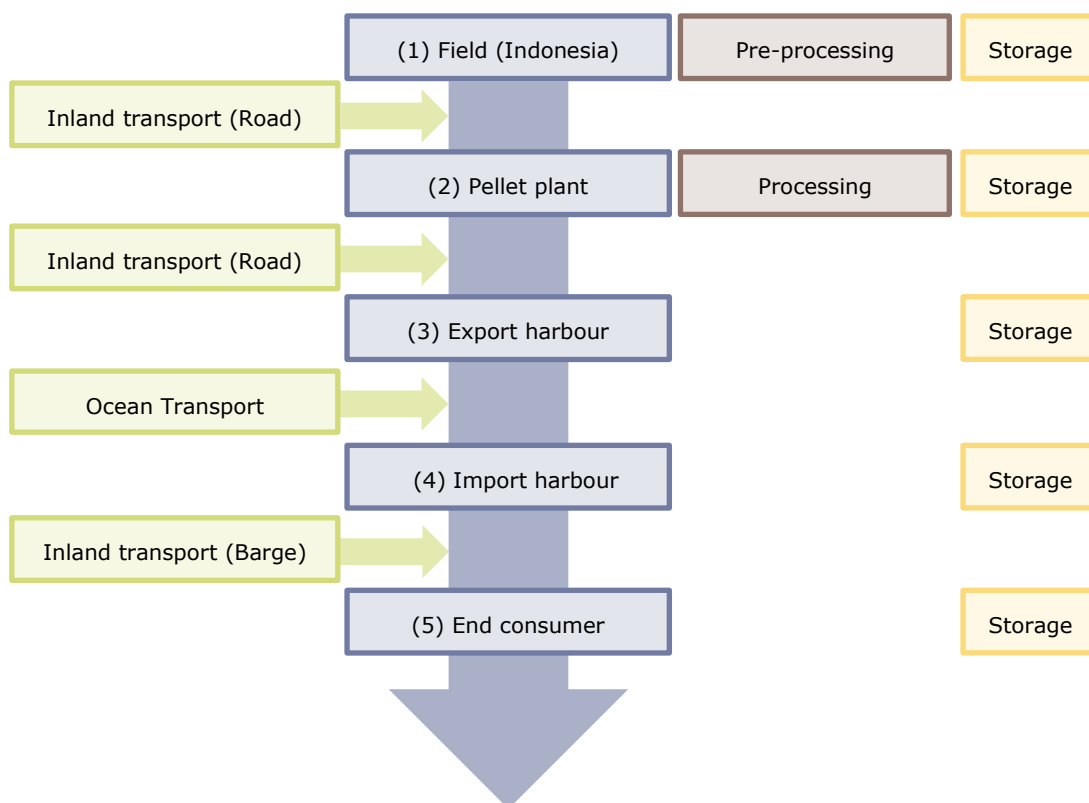 (1) Field (Indonesia)
Pre-processing
Storage
Inland transport (Road)
(2) Pellet plant
Processing
Storage
Inland transport (Road)
(3) Export harbour
Storage
Ocean Transport
(4) Import harbour
Storage
Inland transport (Barge)
(5) End consumer
Storage